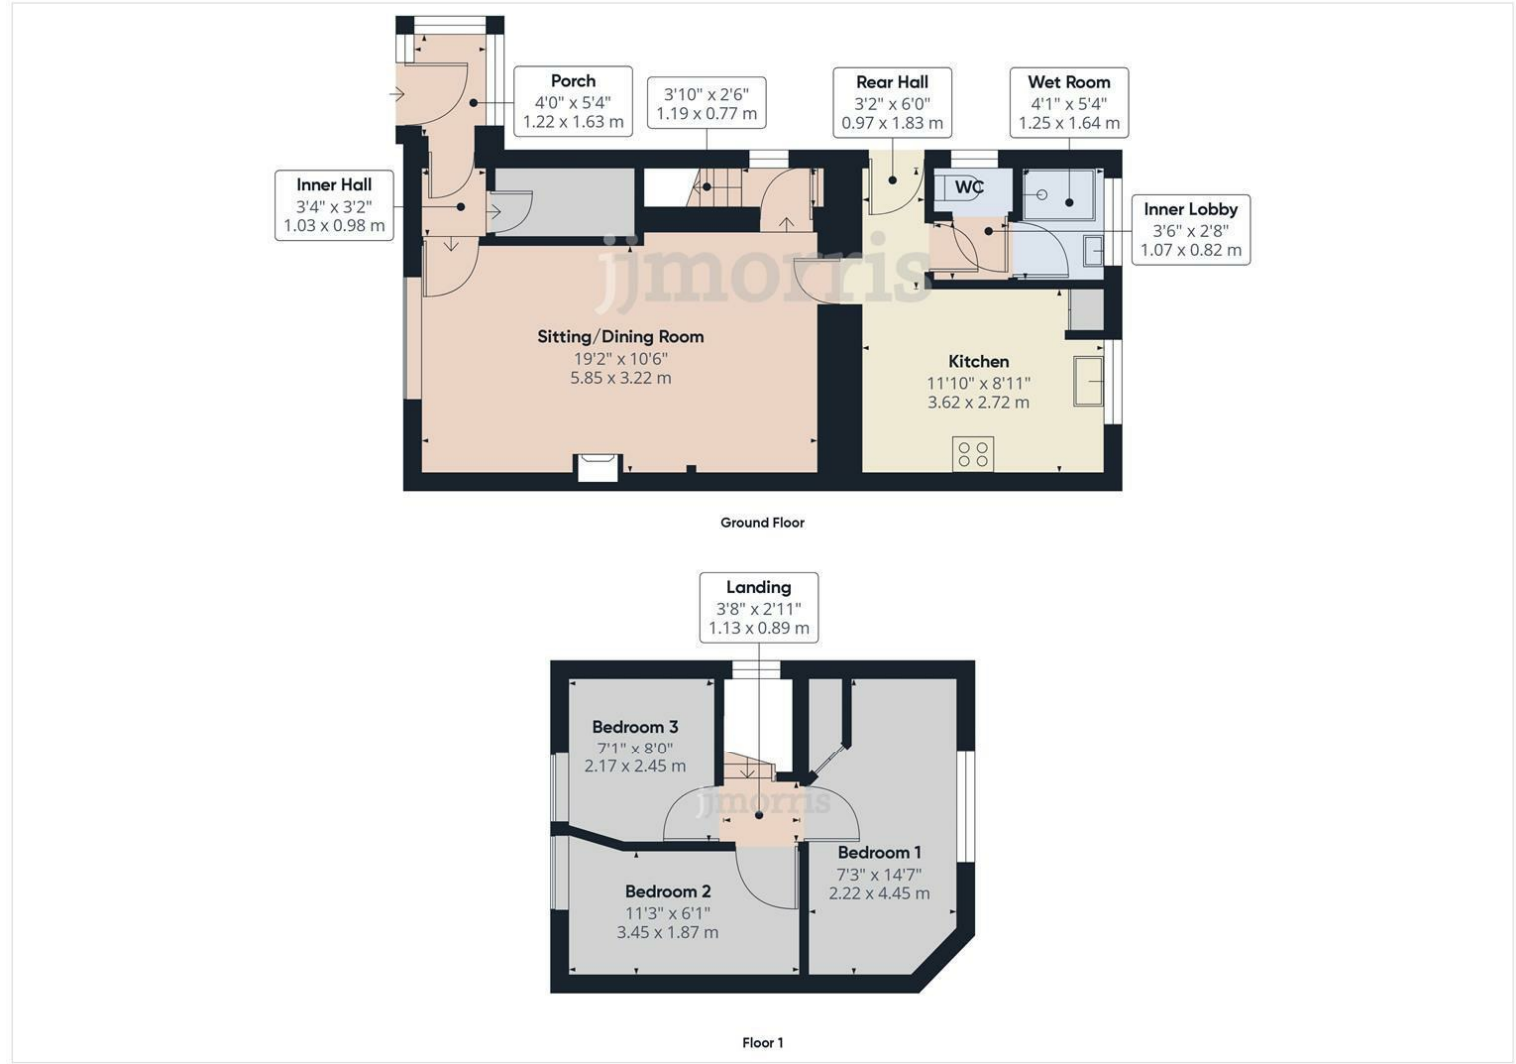 Porch
4'0" x 5'4"
1.22 x 1.63 m
3'10" x 2'6"
1.19 x 0.77 m
Rear Hall
3'2" x 6'0"
0.97 x 1.83 m
Wet Room
4'1" x 5'4"
1.25 x 1.64 m
Inner Hall
3'4" x 3'2"
1.03 x 0.98 m
WC
Inner Lobby
3'6" x 2'8"
1.07 x 0.82 m
jjmorris
Sitting/Dining Room
19'2" x 10'6"
5.85 x 3.22 m
Kitchen
11'10" x 8'11"
3.62 x 2.72 m
Ground Floor
Landing
3'8" x 2'11"
1.13 x 0.89 m
Bedroom 3
7'1" x 8'0"
2.17 x 2.45 m
jjmorris
Bedroom 1
7'3" x 14'7"
2.22 x 4.45 m
Bedroom 2
11'3" x 6'1"
3.45 x 1.87 m
Floor 1